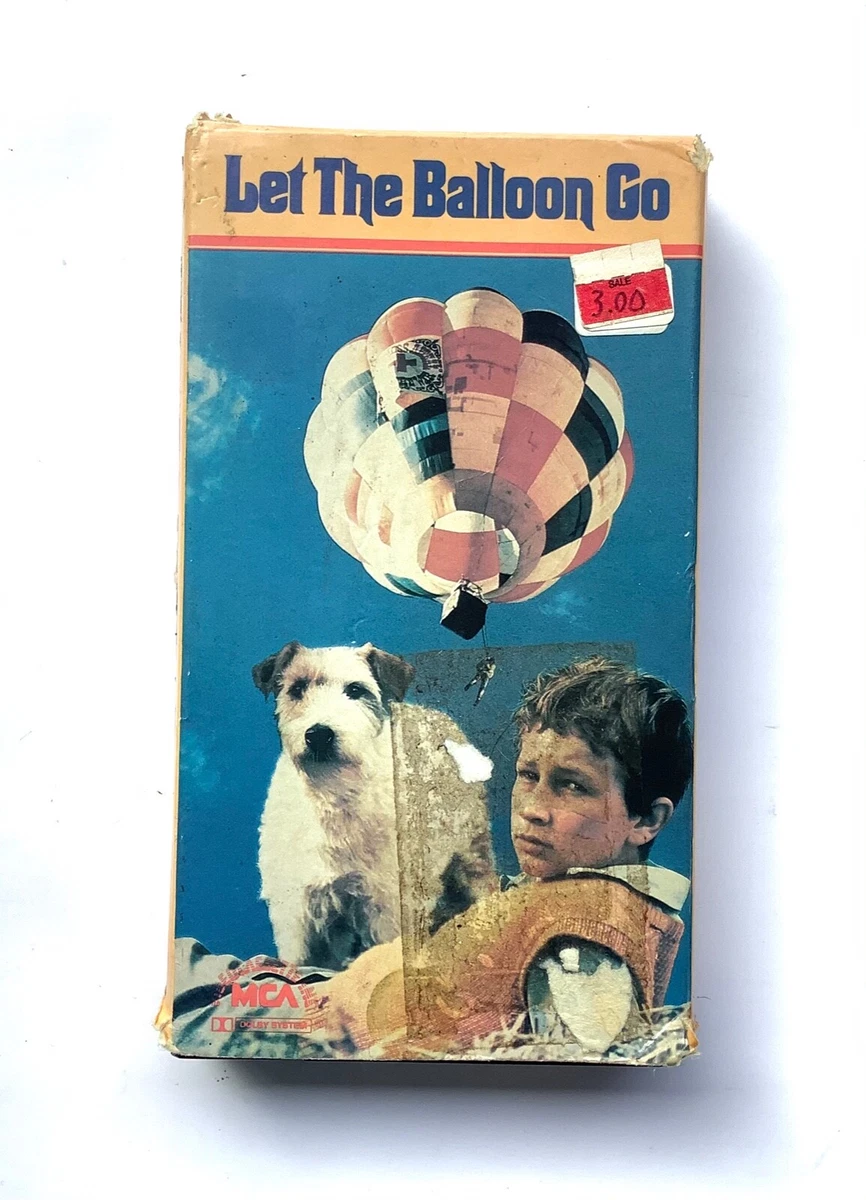 Let The Balloon Go
SALE
3.00
MCA
DOLBY SYSTEM